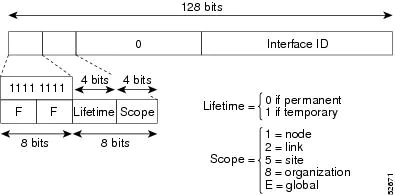 128 bits
0 Interface ID
4 bits 4 bits
1111 1111
F F Lifetime Scope
8 bits 8 bits
Lifetime = 0 if permanent
1 if temporary
Scope = 1 = node
2 = link
5 = site
8 = organization
E = global
52671